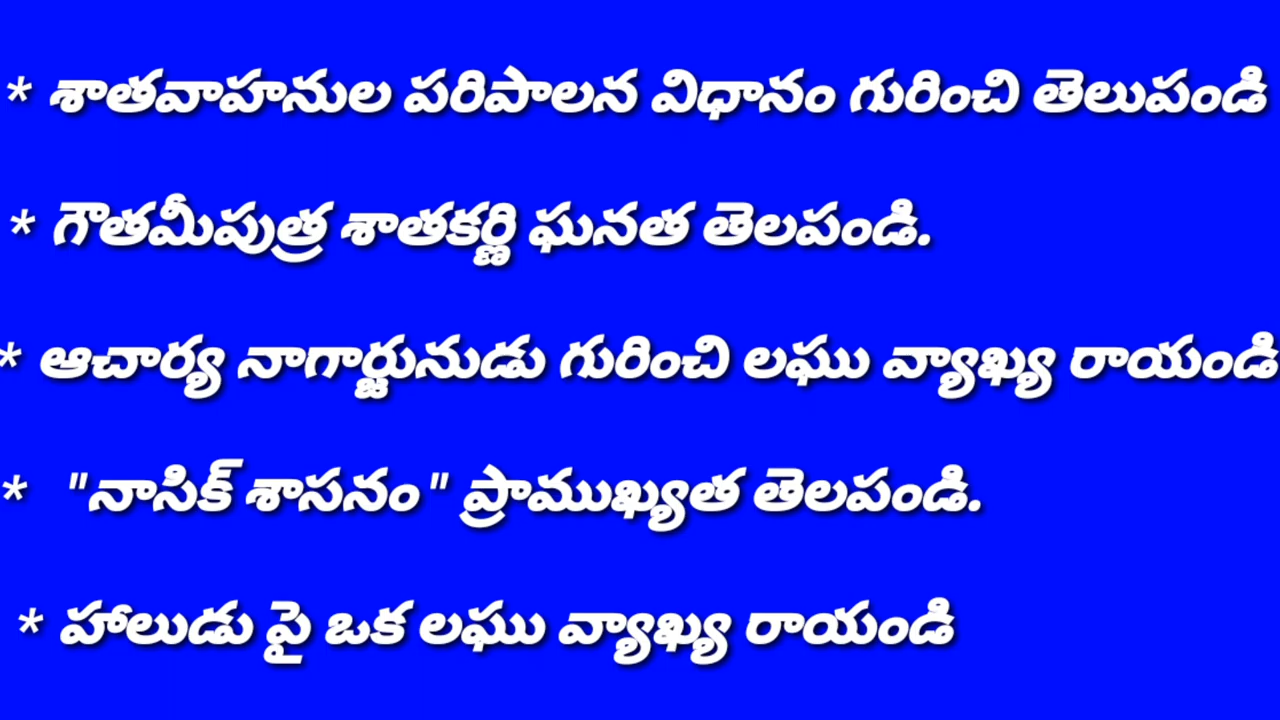 * శాతవాహనుల పరిపాలన విధానం గురించి తెలుపండి
* గౌతమీపుత్ర శాతకర్ణి ఘనత తెలపండి.
* ఆచార్య నాగార్జునుడు గురించి లఘు వ్యాఖ్య రాయండి
* "నాసిక్ శాసనం" ప్రాముఖ్యత తెలపండి.
* హాలుడు పై ఒక లఘు వ్యాఖ్య రాయండి